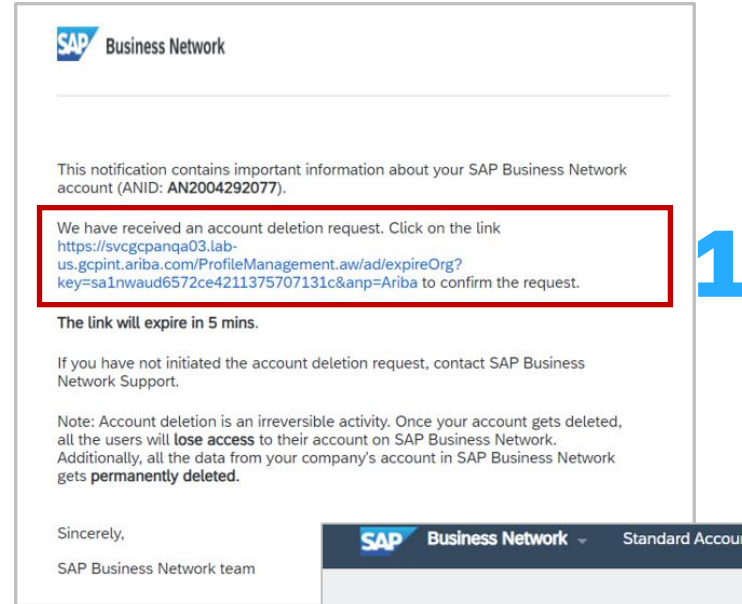 SAP Business Network
This notification contains important information about your SAP Business Network
account (ANID: AN2004292077).
We have received an account deletion request. Click on the link
https://svcgcpanqa03.lab-
us.gcpint.ariba.com/ProfileManagement.aw/ad/expireOrg?
key=sa1nwaud6572ce4211375707131c&anp=Ariba to confirm the request.
1
The link will expire in 5 mins.
If you have not initiated the account deletion request, contact SAP Business
Network Support.
Note: Account deletion is an irreversible activity. Once your account gets deleted,
all the users will lose access to their account on SAP Business Network.
Additionally, all the data from your company's account in SAP Business Network
gets permanently deleted.
Sincerely,
SAP Business Network team
SAP Business Network Standard Accour